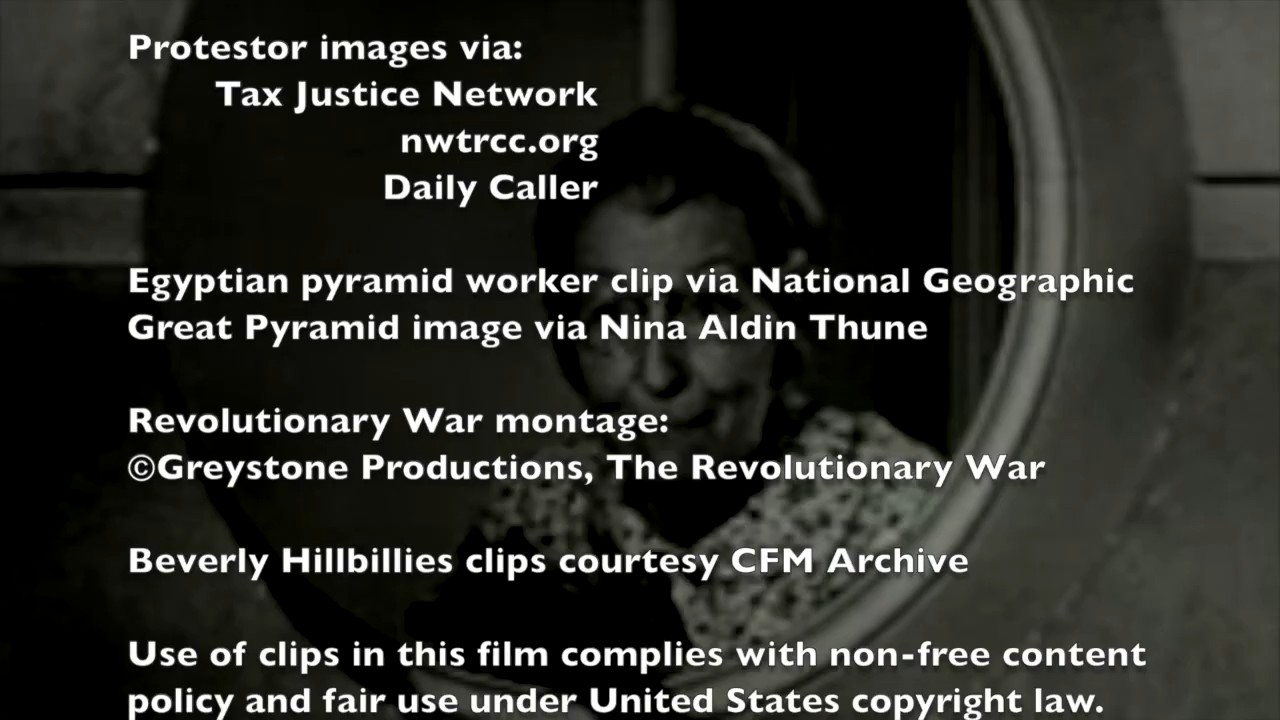 Protestor images via:
Tax Justice Network
nwtrcc.org
Daily Caller
Egyptian pyramid worker clip via National Geographic
Great Pyramid image via Nina Aldin Thune
Revolutionary War montage:
©Greystone Productions, The Revolutionary War
Beverly Hillbillies clips courtesy CFM Archive
Use of clips in this film complies with non-free content
policy and fair use under United States copyright law.